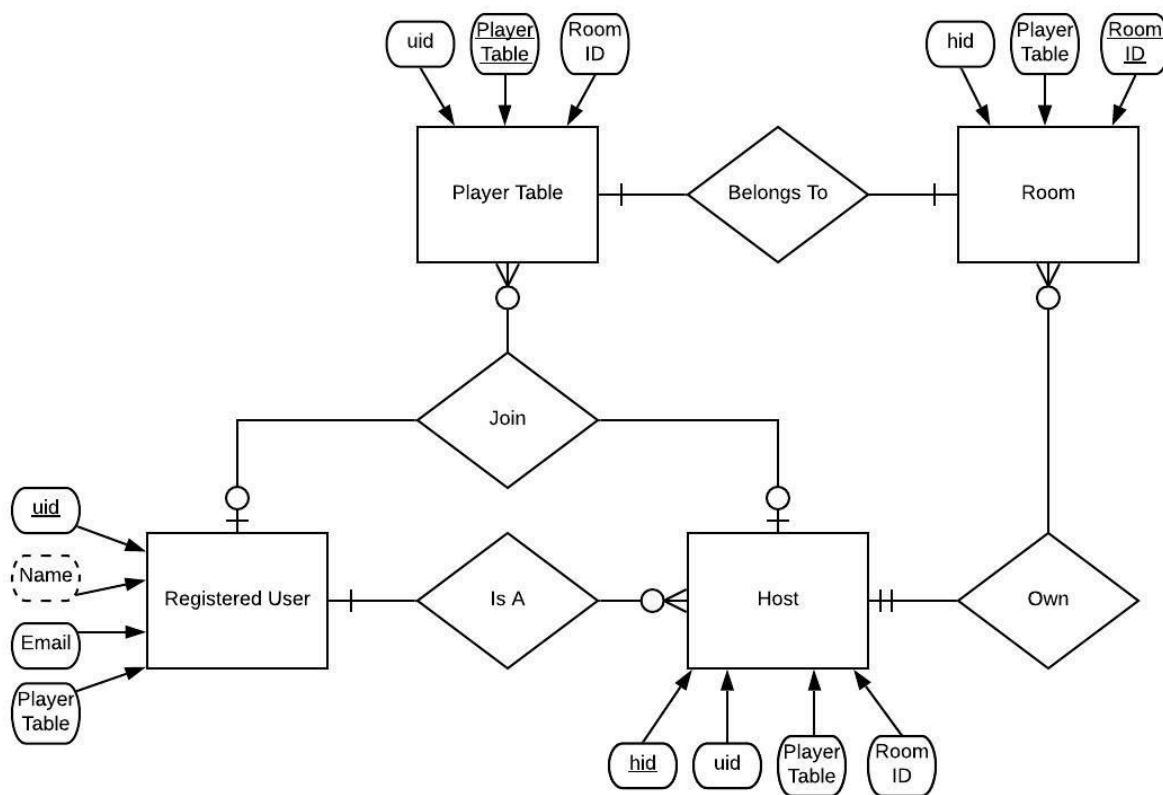 uid
Player
Table
Room
ID
hid
Player
Table
Room
ID
Player Table
Belongs To
Room
Join
uid
Name
Email
Player
Table
Registered User
Is A
Host
Own
hid
uid
Player
Table
Room
ID